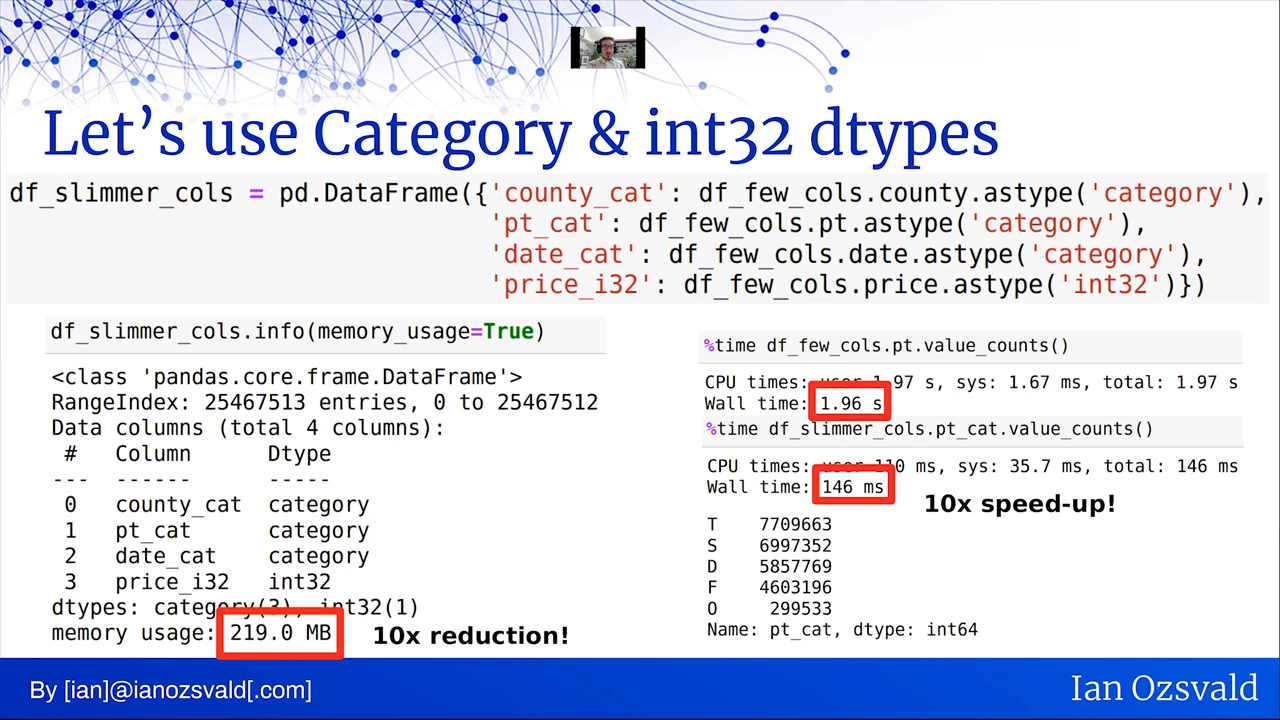 Let’s use Category & int32 dtypes
df_slimmer_cols = pd.DataFrame({'county_cat': df_few_cols.county.astype('category'),
'pt_cat': df_few_cols.pt.astype('category'),
'date_cat': df_few_cols.date.astype('category'),
'price_i32': df_few_cols.price.astype('int32')})
df_slimmer_cols.info(memory_usage=True)
<class 'pandas.core.frame.DataFrame'>
RangeIndex: 25467513 entries, 0 to 25467512
Data columns (total 4 columns):
# Column Dtype
--- ------ -----
0 county_cat category
1 pt_cat category
2 date_cat category
3 price_i32 int32
dtypes: category(3), int32(1)
memory usage: 219.0 MB
10x reduction!
%time df_few_cols.pt.value_counts()
CPU times: user 1.97 s, sys: 1.67 ms, total: 1.97 s
Wall time: 1.96 s
%time df_slimmer_cols.pt_cat.value_counts()
CPU times: user 110 ms, sys: 35.7 ms, total: 146 ms
Wall time: 146 ms
10x speed-up!
T 7709663
S 6997352
D 5857769
F 4603196
O 299533
Name: pt_cat, dtype: int64
By [ian]@ianozsvald[.com]
Ian Ozsvald